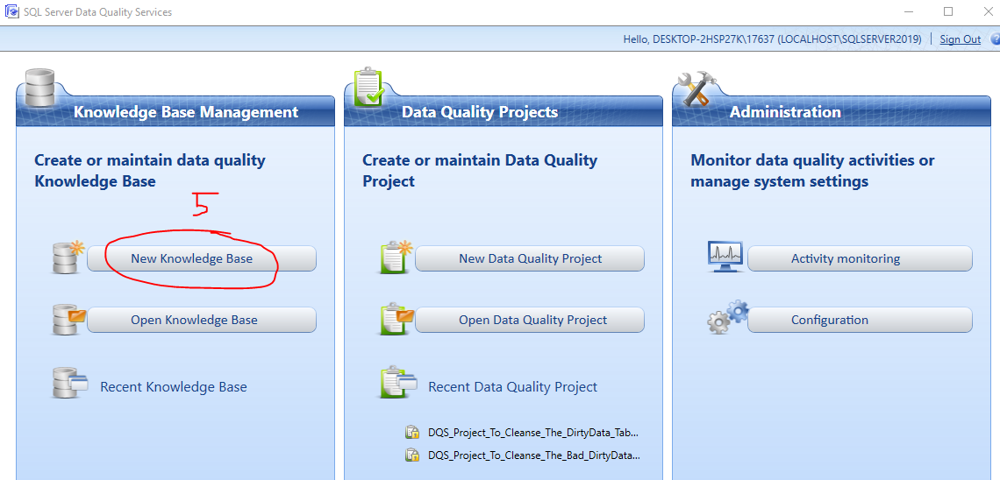 SQL Server Data Quality Services
Hello, DESKTOP-2HSP27K\17637 (LOCALHOST\SQLSERVER2019) | Sign Out
Knowledge Base Management
Create or maintain data quality
Knowledge Base
5
New Knowledge Base
Open Knowledge Base
Recent Knowledge Base
Data Quality Projects
Create or maintain Data Quality
Project
New Data Quality Project
Open Data Quality Project
Recent Data Quality Project
DQS_Project_To_Cleanse_The_DirtyData_Tab...
DQS_Project_To_Cleanse_The_Bad_DirtyData...
Administration
Monitor data quality activities or
manage system settings
Activity monitoring
Configuration